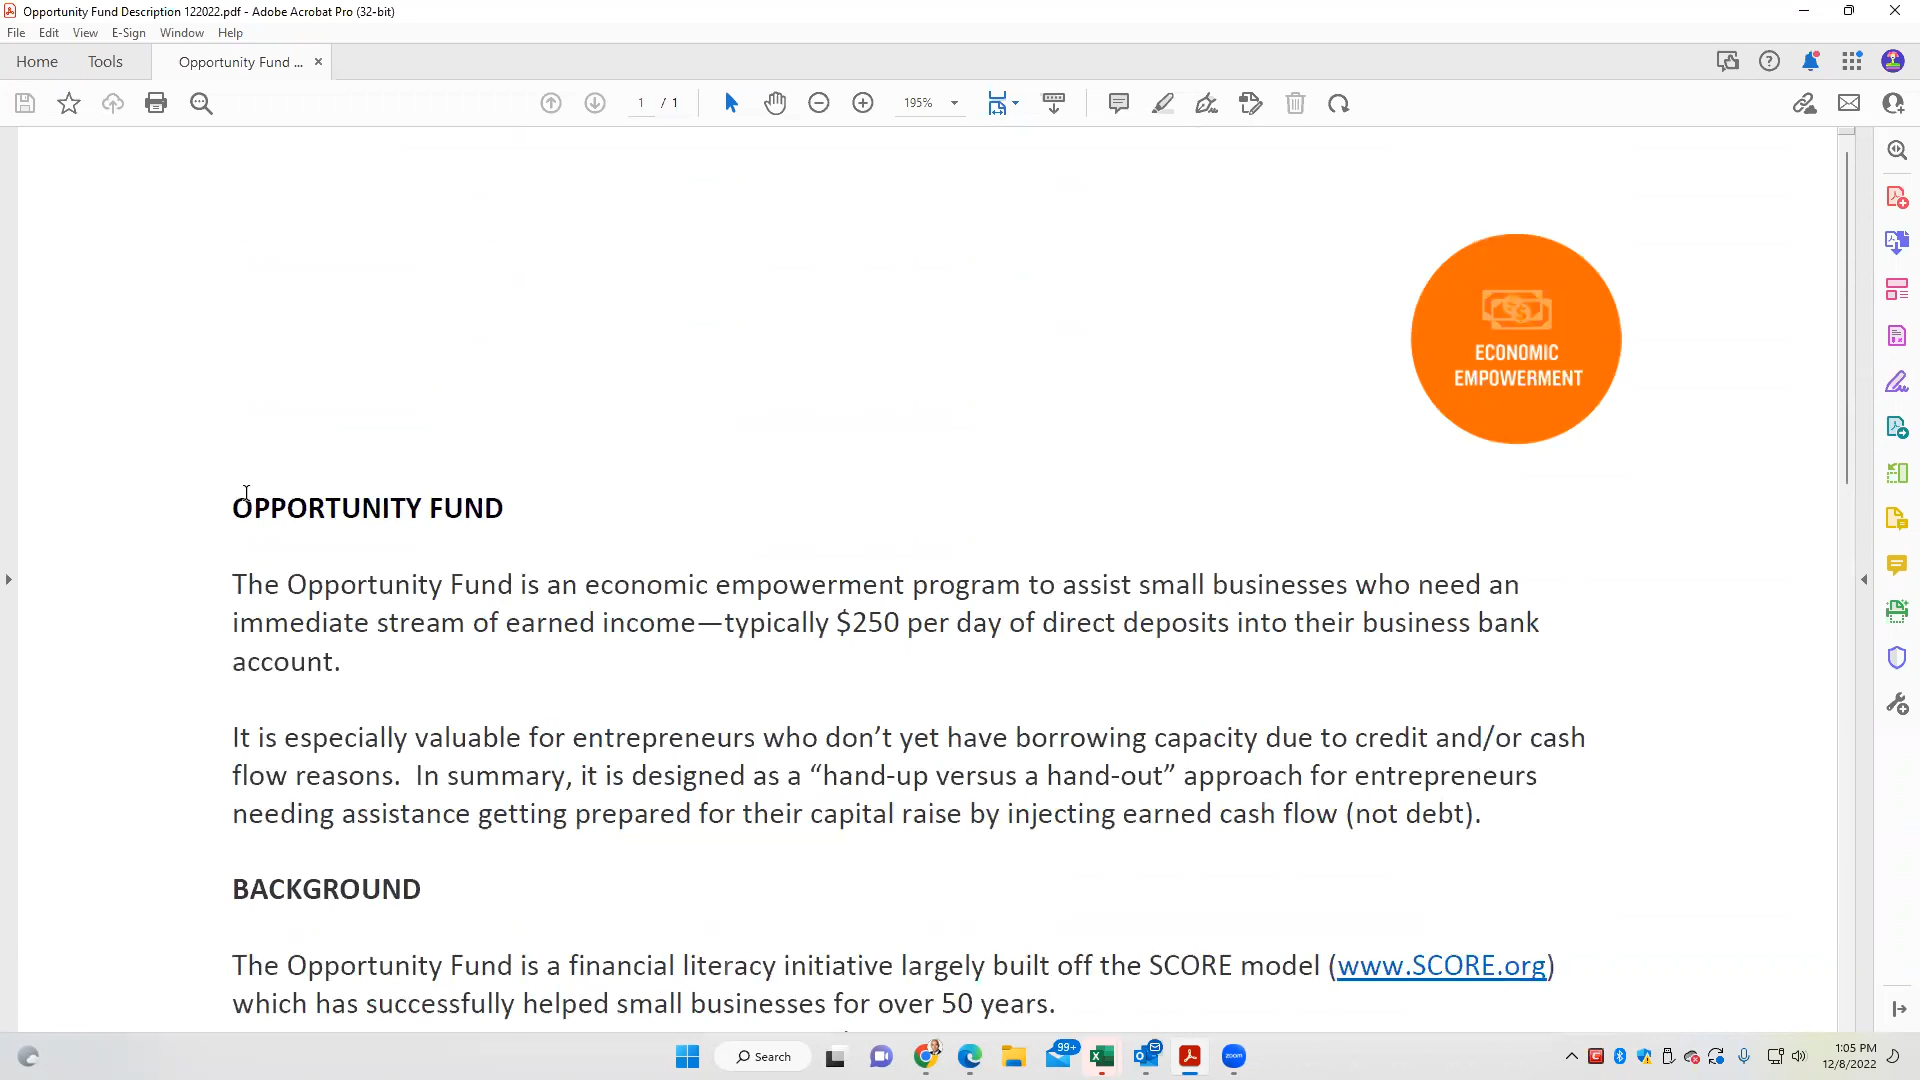 Opportunity Fund Description 122022.pdf - Adobe Acrobat Pro (32-bit)
File Edit View E-Sign Window Help
Home Tools Opportunity Fund ... ×
1 / 1 195%
ECONOMIC
EMPOWERMENT
OPPORTUNITY FUND
The Opportunity Fund is an economic empowerment program to assist small businesses who need an
immediate stream of earned income—typically $250 per day of direct deposits into their business bank
account.
It is especially valuable for entrepreneurs who don’t yet have borrowing capacity due to credit and/or cash
flow reasons.  In summary, it is designed as a “hand-up versus a hand-out” approach for entrepreneurs
needing assistance getting prepared for their capital raise by injecting earned cash flow (not debt).
BACKGROUND
The Opportunity Fund is a financial literacy initiative largely built off the SCORE model (www.SCORE.org)
which has successfully helped small businesses for over 50 years.
Search 99+ zoom 1:05 PM
12/8/2022